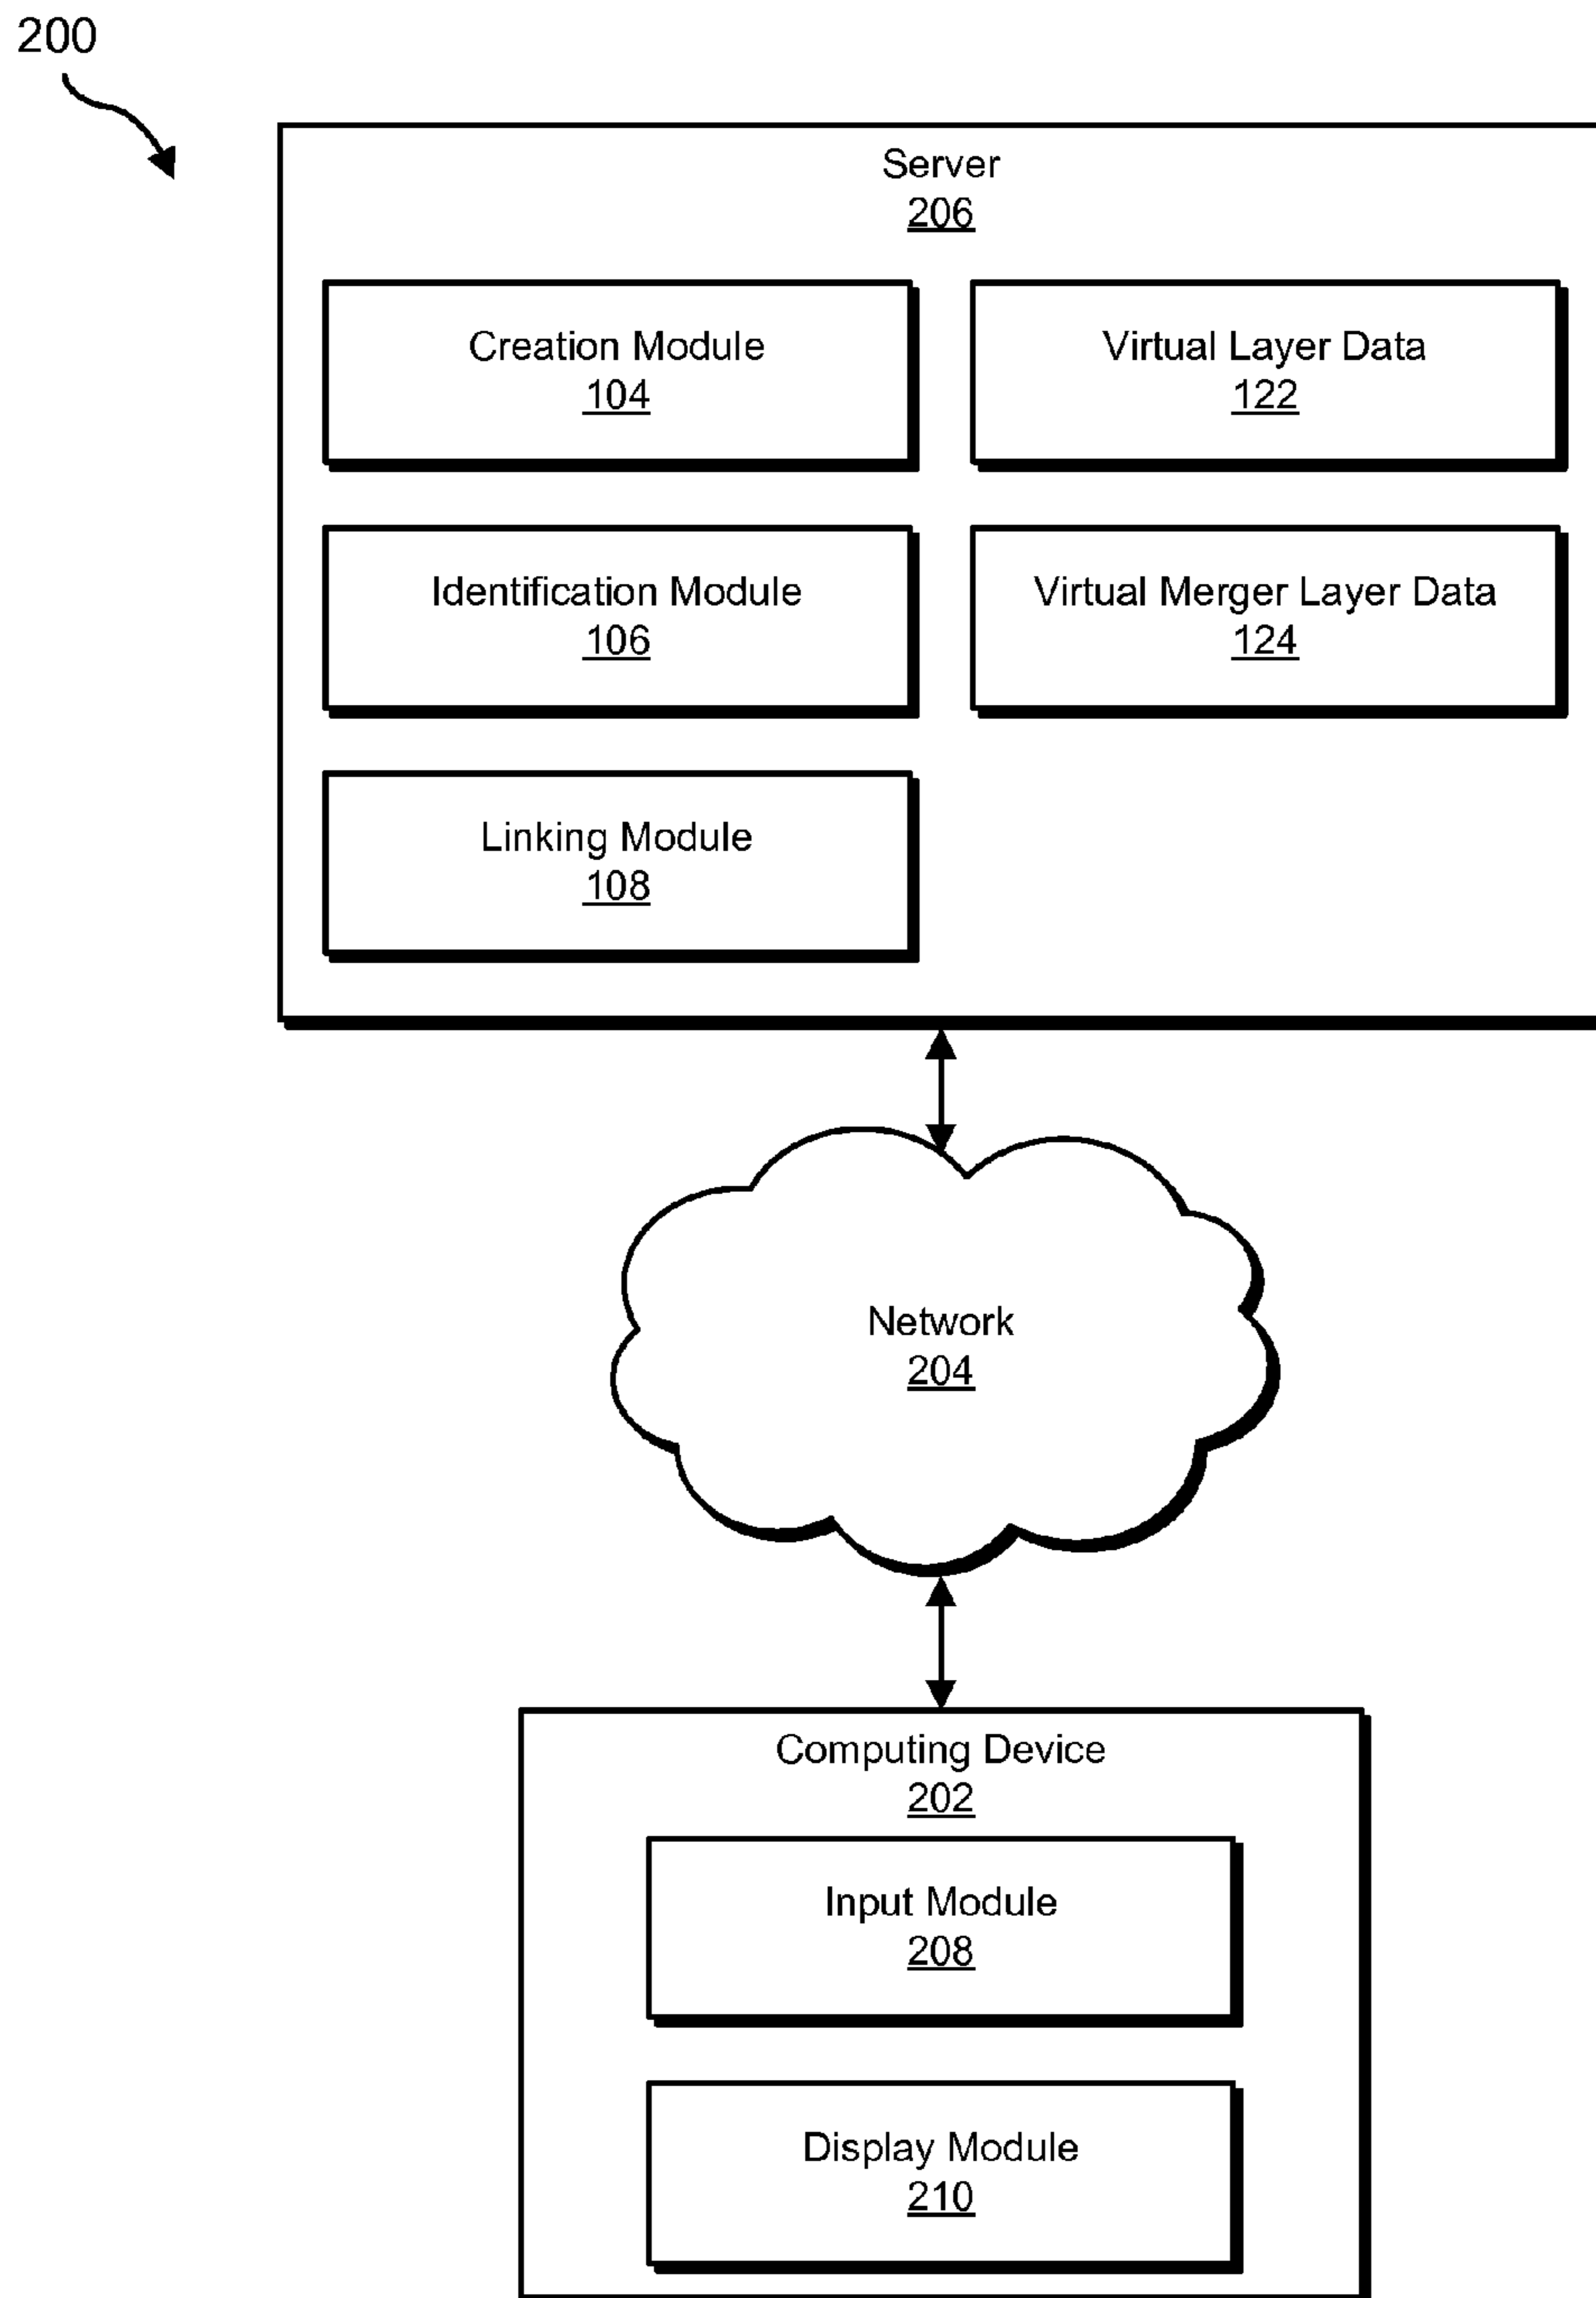 200
Server
206
Creation Module
104
Virtual Layer Data
122
Identification Module
106
Virtual Merger Layer Data
124
Linking Module
108
Network
204
Computing Device
202
Input Module
208
Display Module
210